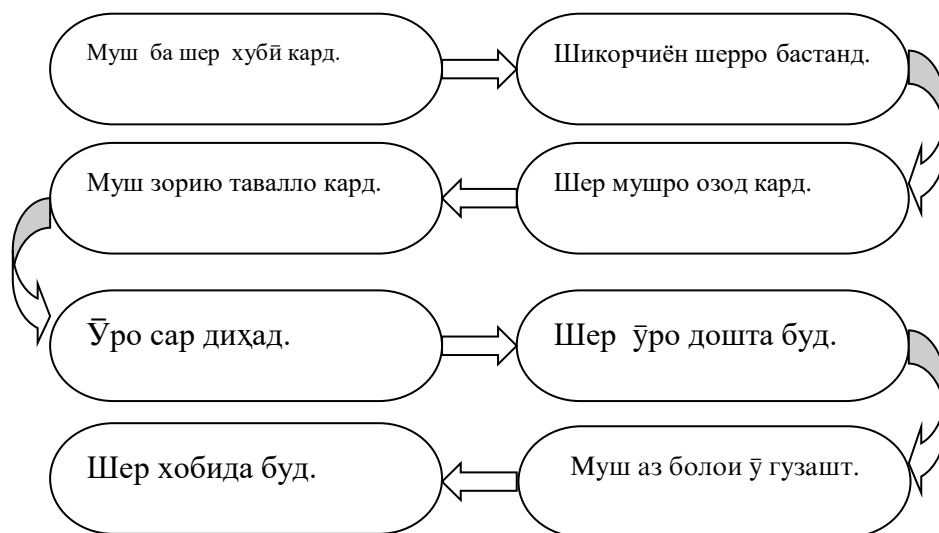 Муш ба шер хубӣ кард.
Шикорчиён шерро бастанд.
Шер мушро озод кард.
Муш зорию тавалло кард.
Ӯро сар диҳад.
Шер ӯро дошта буд.
Муш аз болои ӯ гузашт.
Шер хобида буд.